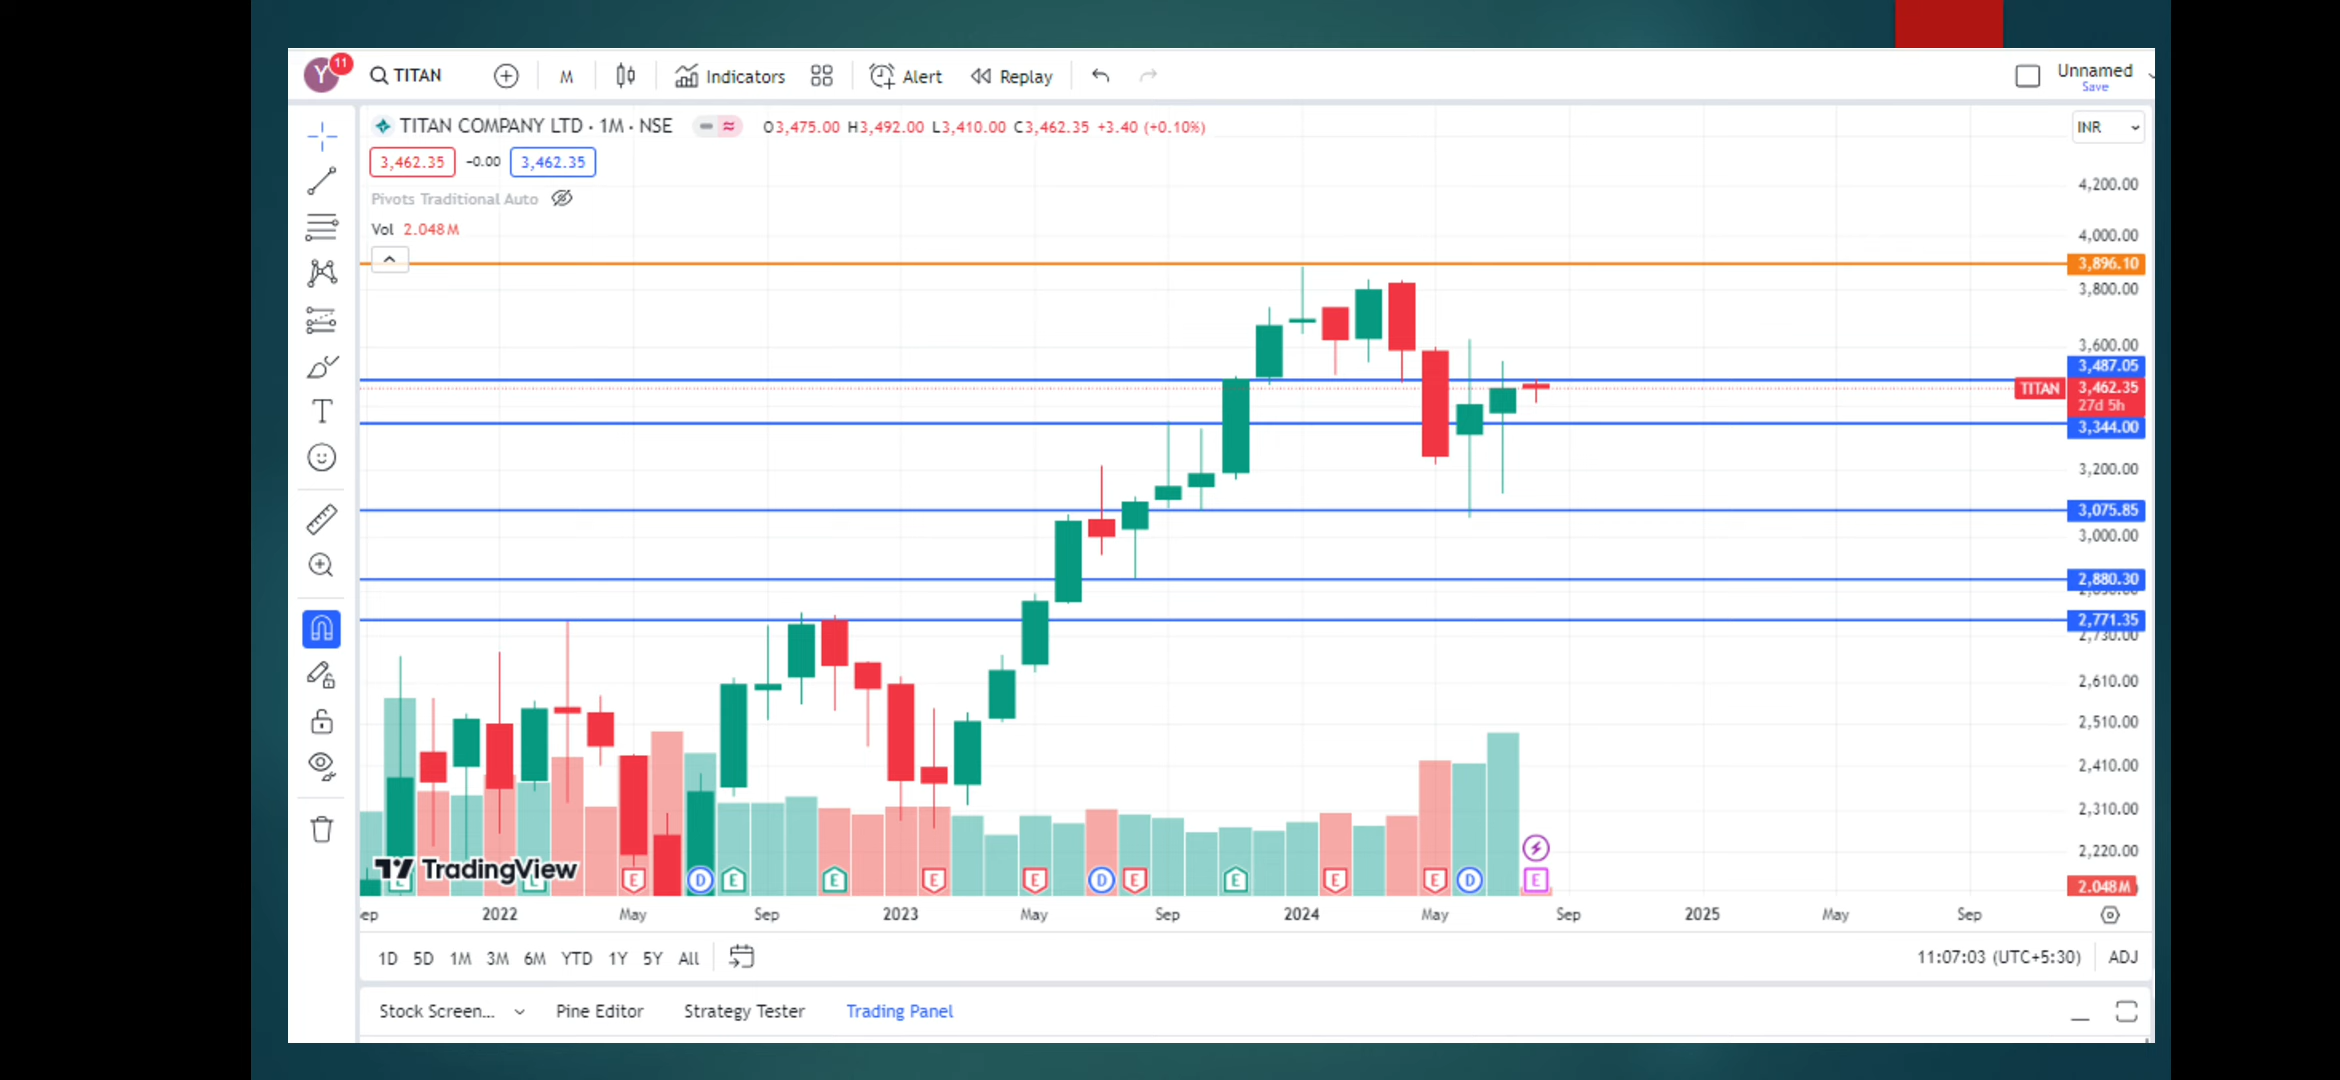 Y 11 TITAN M Indicators Alert Replay Unnamed
Save
TITAN COMPANY LTD · 1M · NSE O3,475.00 H3,492.00 L3,410.00 C3,462.35 +3.40 (+0.10%) INR
3,462.35 −0.00 3,462.35
Pivots Traditional Auto
Vol 2.048M
4,200.00
4,000.00
3,896.10
3,800.00
3,600.00
3,487.05
TITAN 3,462.35
27d 5h
3,344.00
3,200.00
3,075.85
3,000.00
2,880.30
2,771.35
2,730.00
2,610.00
2,510.00
2,410.00
2,310.00
2,220.00
TradingView
E D E E E E D E E E E D E
2.048M
ep 2022 May Sep 2023 May Sep 2024 May Sep 2025 May Sep
1D 5D 1M 3M 6M YTD 1Y 5Y All 11:07:03 (UTC+5:30) ADJ
Stock Screen... Pine Editor Strategy Tester Trading Panel